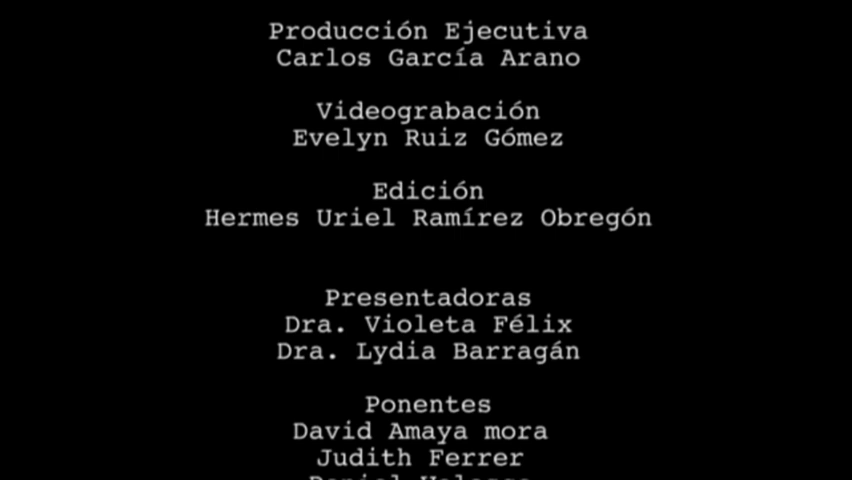 Producción Ejecutiva
Carlos García Arano
Videograbación
Evelyn Ruiz Gómez
Edición
Hermes Uriel Ramírez Obregón
Presentadoras
Dra. Violeta Félix
Dra. Lydia Barragán
Ponentes
David Amaya mora
Judith Ferrer
Daniel